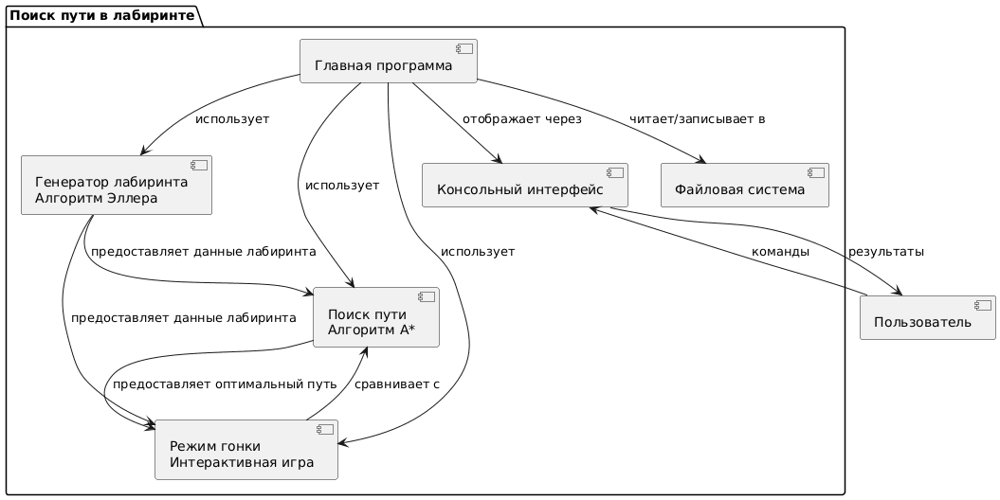 Поиск пути в лабиринте
Главная программа
использует
отображает через
читает/записывает в
Генератор лабиринта
Алгоритм Эллера
использует
Консольный интерфейс
Файловая система
предоставляет данные лабиринта
использует
команды
результаты
предоставляет данные лабиринта
Поиск пути
Алгоритм A*
Пользователь
предоставляет оптимальный путь
сравнивает с
Режим гонки
Интерактивная игра